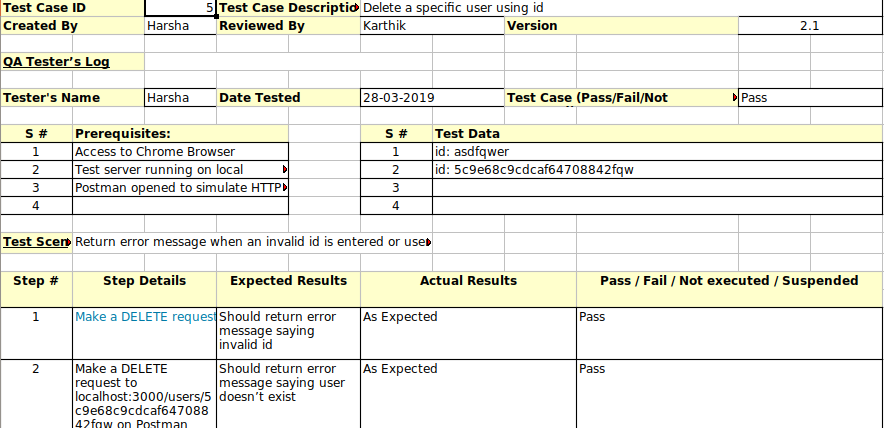 Test Case ID 5 Test Case Descriptio Delete a specific user using id
Created By Harsha Reviewed By Karthik Version 2.1
QA Tester's Log
Tester's Name Harsha Date Tested 28-03-2019 Test Case (Pass/Fail/Not Pass
S # Prerequisites: S # Test Data
1 Access to Chrome Browser 1 id: asdfqwer
2 Test server running on local 2 id: 5c9e68c9cdcaf64708842fqw
3 Postman opened to simulate HTTP 3
4 4
Test Scen Return error message when an invalid id is entered or use
Step # Step Details Expected Results Actual Results Pass / Fail / Not executed / Suspended
1 Make a DELETE request Should return error As Expected Pass
message saying
invalid id
2 Make a DELETE Should return error As Expected Pass
request to message saying user
localhost:3000/users/5 doesn't exist
c9e68c9cdcaf647088
42fqw on Postman